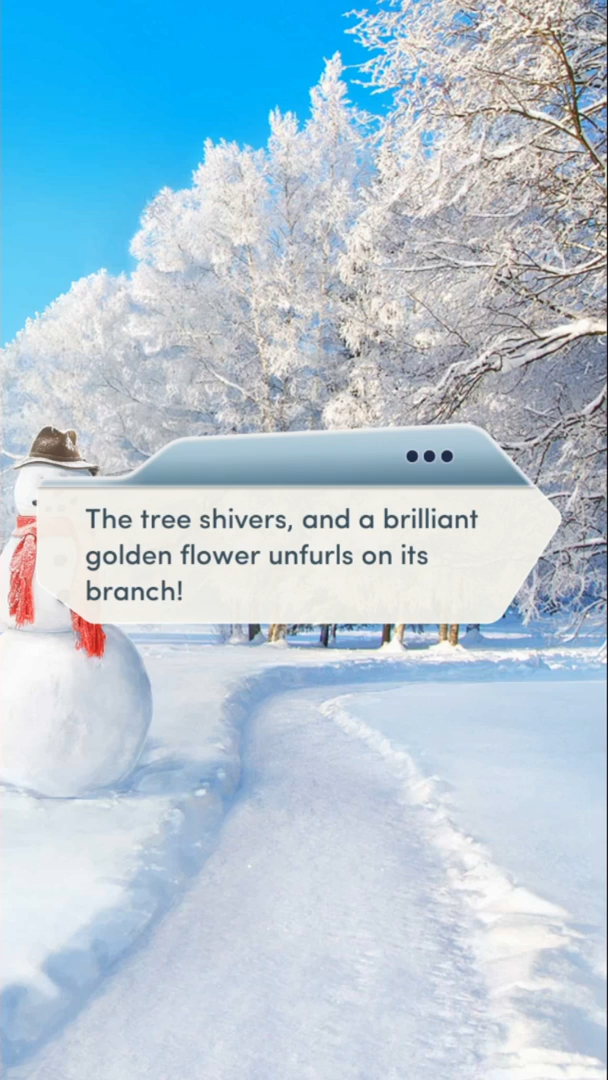 The tree shivers, and a brilliant
golden flower unfurls on its
branch!